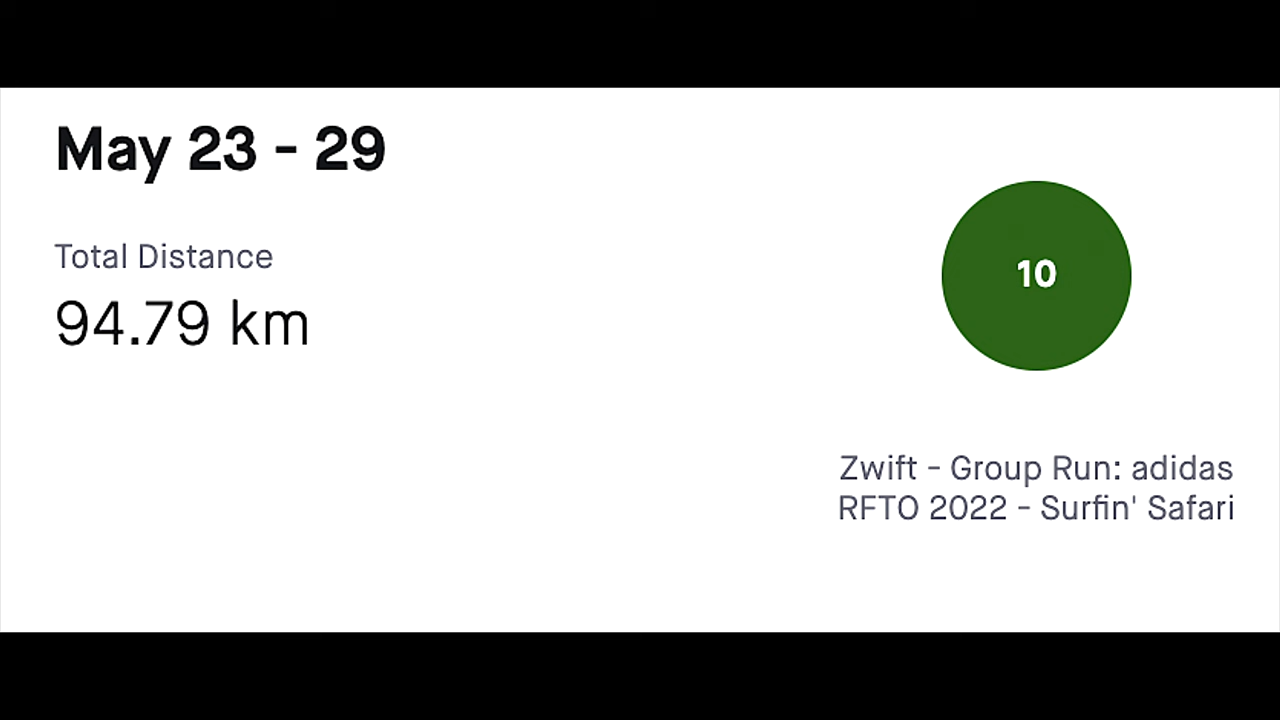 May 23 - 29
Total Distance
94.79 km
10
Zwift - Group Run: adidas
RFTO 2022 - Surfin' Safari